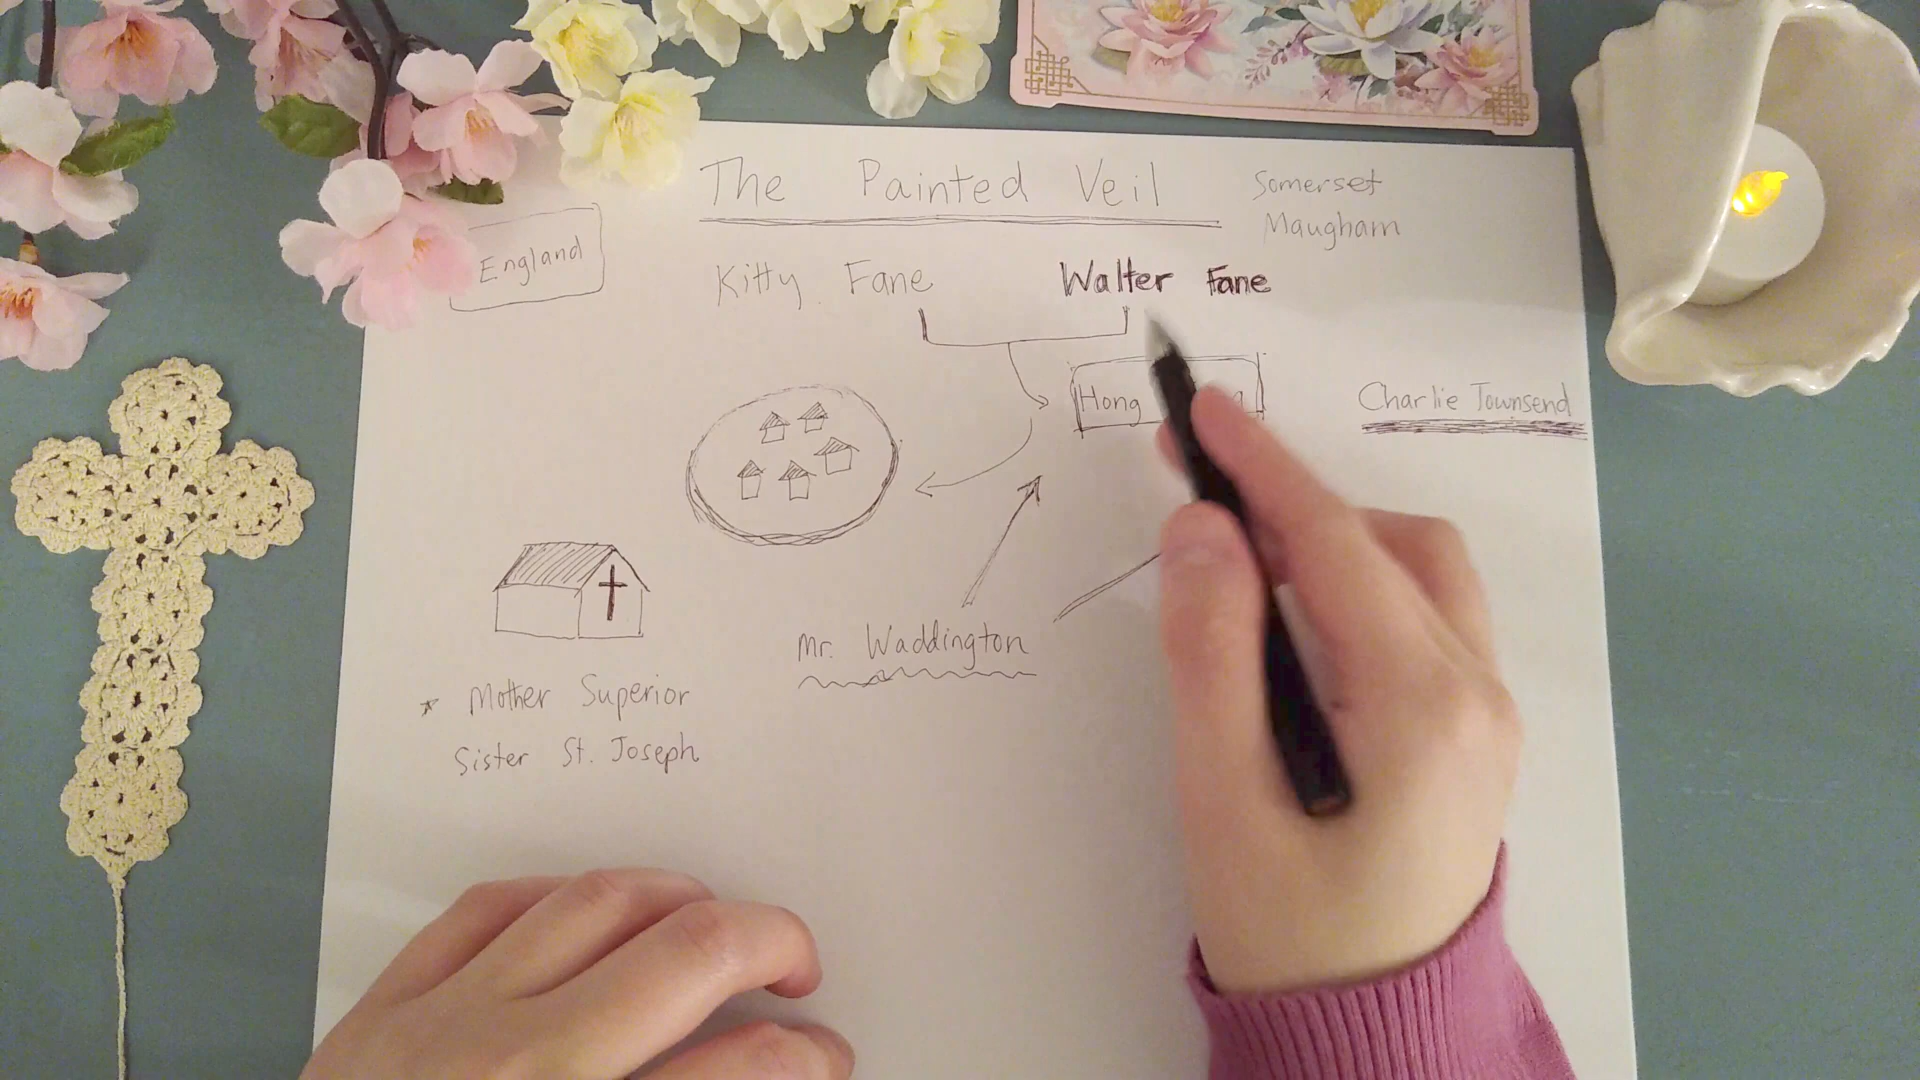 The Painted Veil
Somerset
Maugham
England
Kitty Fane
Walter Fane
Hong
Charlie Townsend
Mr. Waddington
Mother Superior
Sister St. Joseph